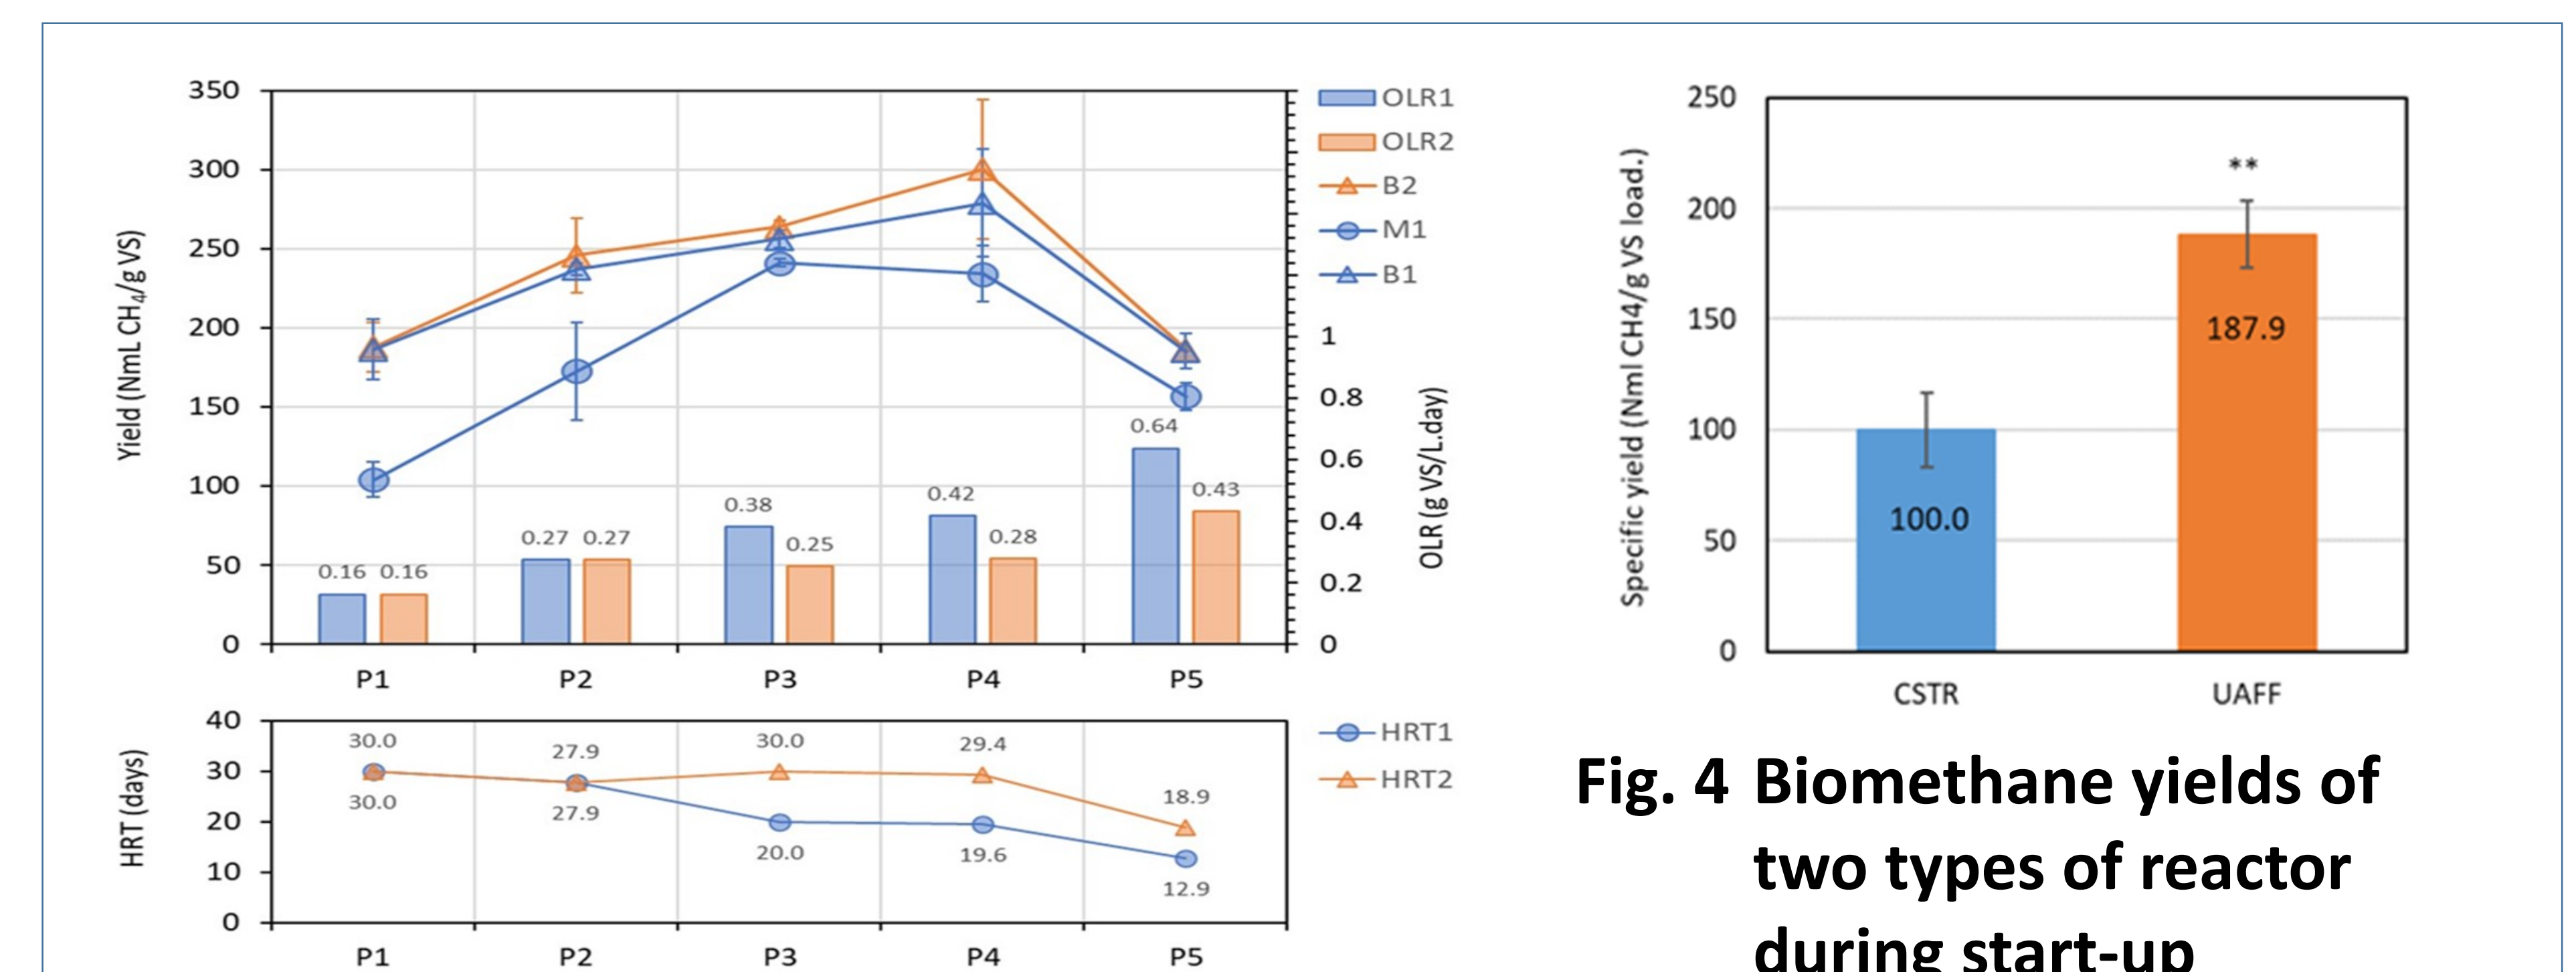 350
300
250
200
150
100
50
0
Yield (NmL CH₄/g VS)
0.16 0.16
0.27 0.27
0.38
0.25
0.42
0.28
0.64
0.43
1
0.8
0.6
0.4
0.2
0
OLR (g VS/L.day)
P1 P2 P3 P4 P5
OLR1
OLR2
B2
M1
B1
40
30
20
10
0
HRT (days)
30.0
30.0
27.9
27.9
30.0
20.0
29.4
19.6
18.9
12.9
P1 P2 P3 P4 P5
HRT1
HRT2
250
200
150
100
50
0
Specific yield (Nml CH4/g VS load.)
100.0
**
187.9
CSTR UAFF
Fig. 4 Biomethane yields of
two types of reactor
during start-up